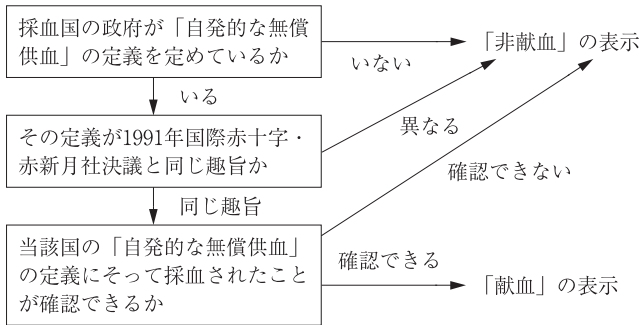 採血国の政府が「自発的な無償
供血」の定義を定めているか
いない
「非献血」の表示
いる
その定義が1991年国際赤十字・
赤新月社決議と同じ趣旨か
異なる
確認できない
同じ趣旨
当該国の「自発的な無償供血」
の定義にそって採血されたこと
が確認できるか
確認できる
「献血」の表示